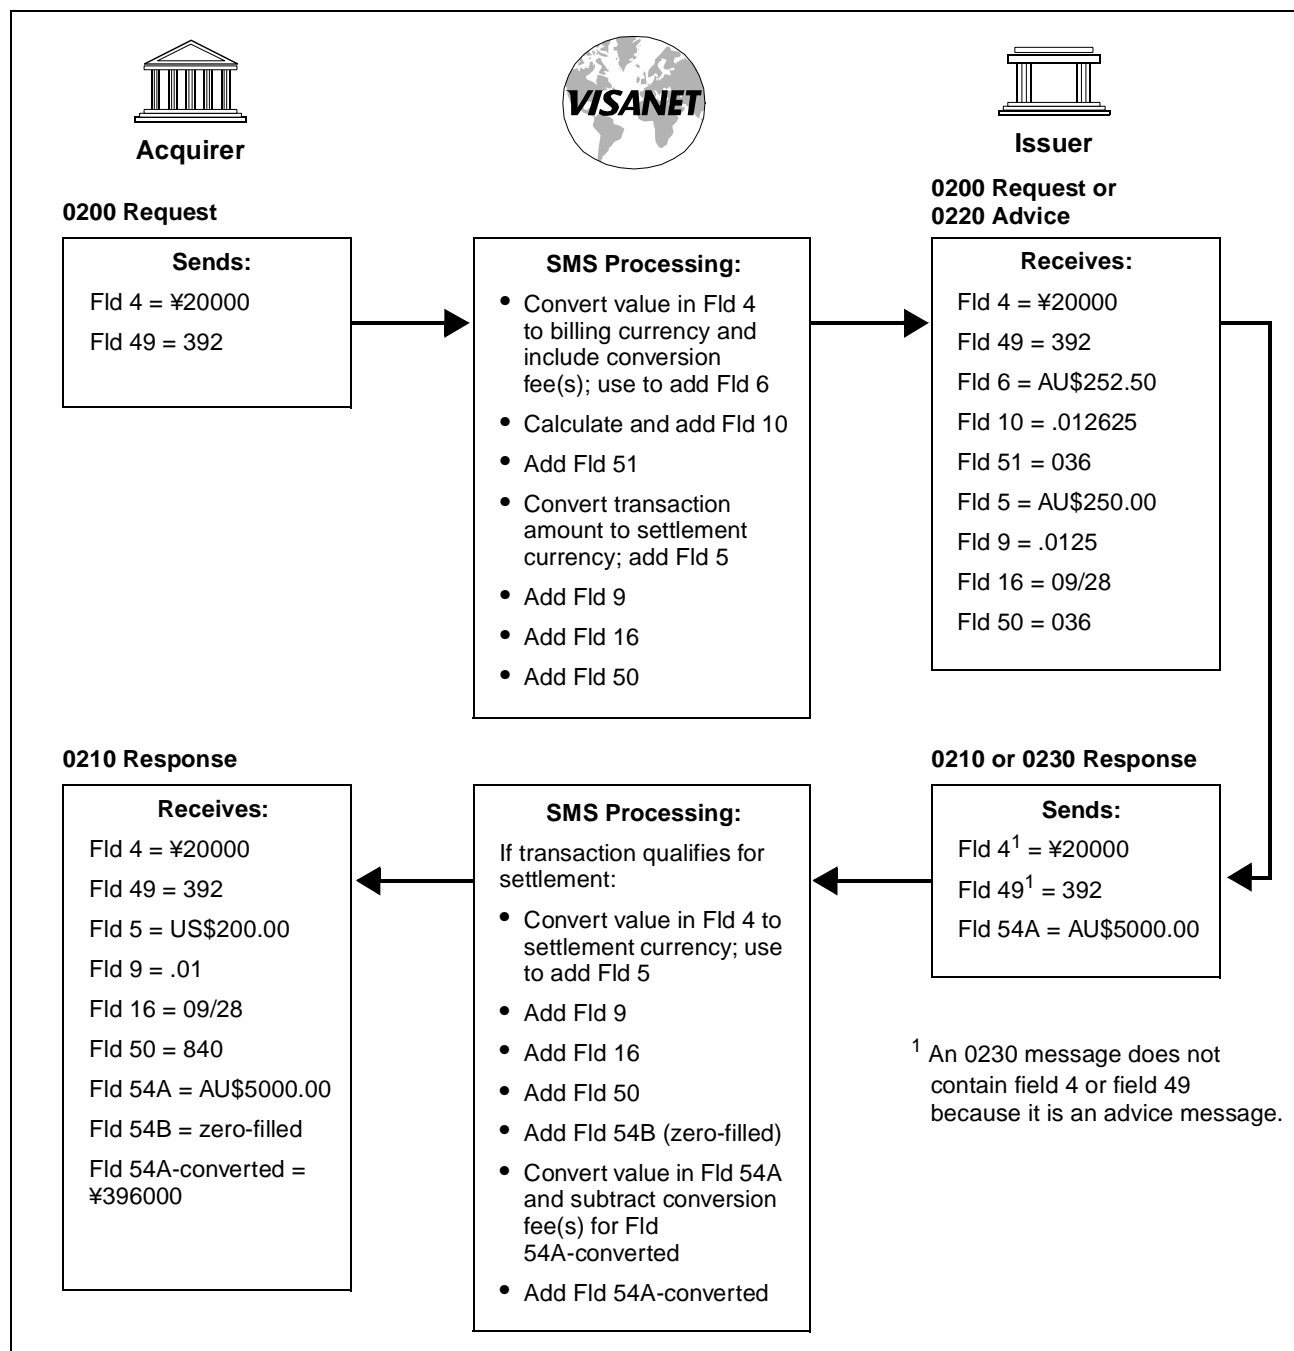 VISANET
Acquirer
Issuer
0200 Request
0200 Request or
0220 Advice
Sends:
Fld 4 = ¥20000
Fld 49 = 392
SMS Processing:
• Convert value in Fld 4
to billing currency and
include conversion
fee(s); use to add Fld 6
• Calculate and add Fld 10
• Add Fld 51
• Convert transaction
amount to settlement
currency; add Fld 5
• Add Fld 9
• Add Fld 16
• Add Fld 50
Receives:
Fld 4 = ¥20000
Fld 49 = 392
Fld 6 = AU$252.50
Fld 10 = .012625
Fld 51 = 036
Fld 5 = AU$250.00
Fld 9 = .0125
Fld 16 = 09/28
Fld 50 = 036
0210 Response
Receives:
Fld 4 = ¥20000
Fld 49 = 392
Fld 5 = US$200.00
Fld 9 = .01
Fld 16 = 09/28
Fld 50 = 840
Fld 54A = AU$5000.00
Fld 54B = zero-filled
Fld 54A-converted =
¥396000
SMS Processing:
If transaction qualifies for
settlement:
• Convert value in Fld 4 to
settlement currency; use
to add Fld 5
• Add Fld 9
• Add Fld 16
• Add Fld 50
• Add Fld 54B (zero-filled)
• Convert value in Fld 54A
and subtract conversion
fee(s) for Fld
54A-converted
• Add Fld 54A-converted
0210 or 0230 Response
Sends:
Fld 4¹ = ¥20000
Fld 49¹ = 392
Fld 54A = AU$5000.00
¹ An 0230 message does not
contain field 4 or field 49
because it is an advice message.